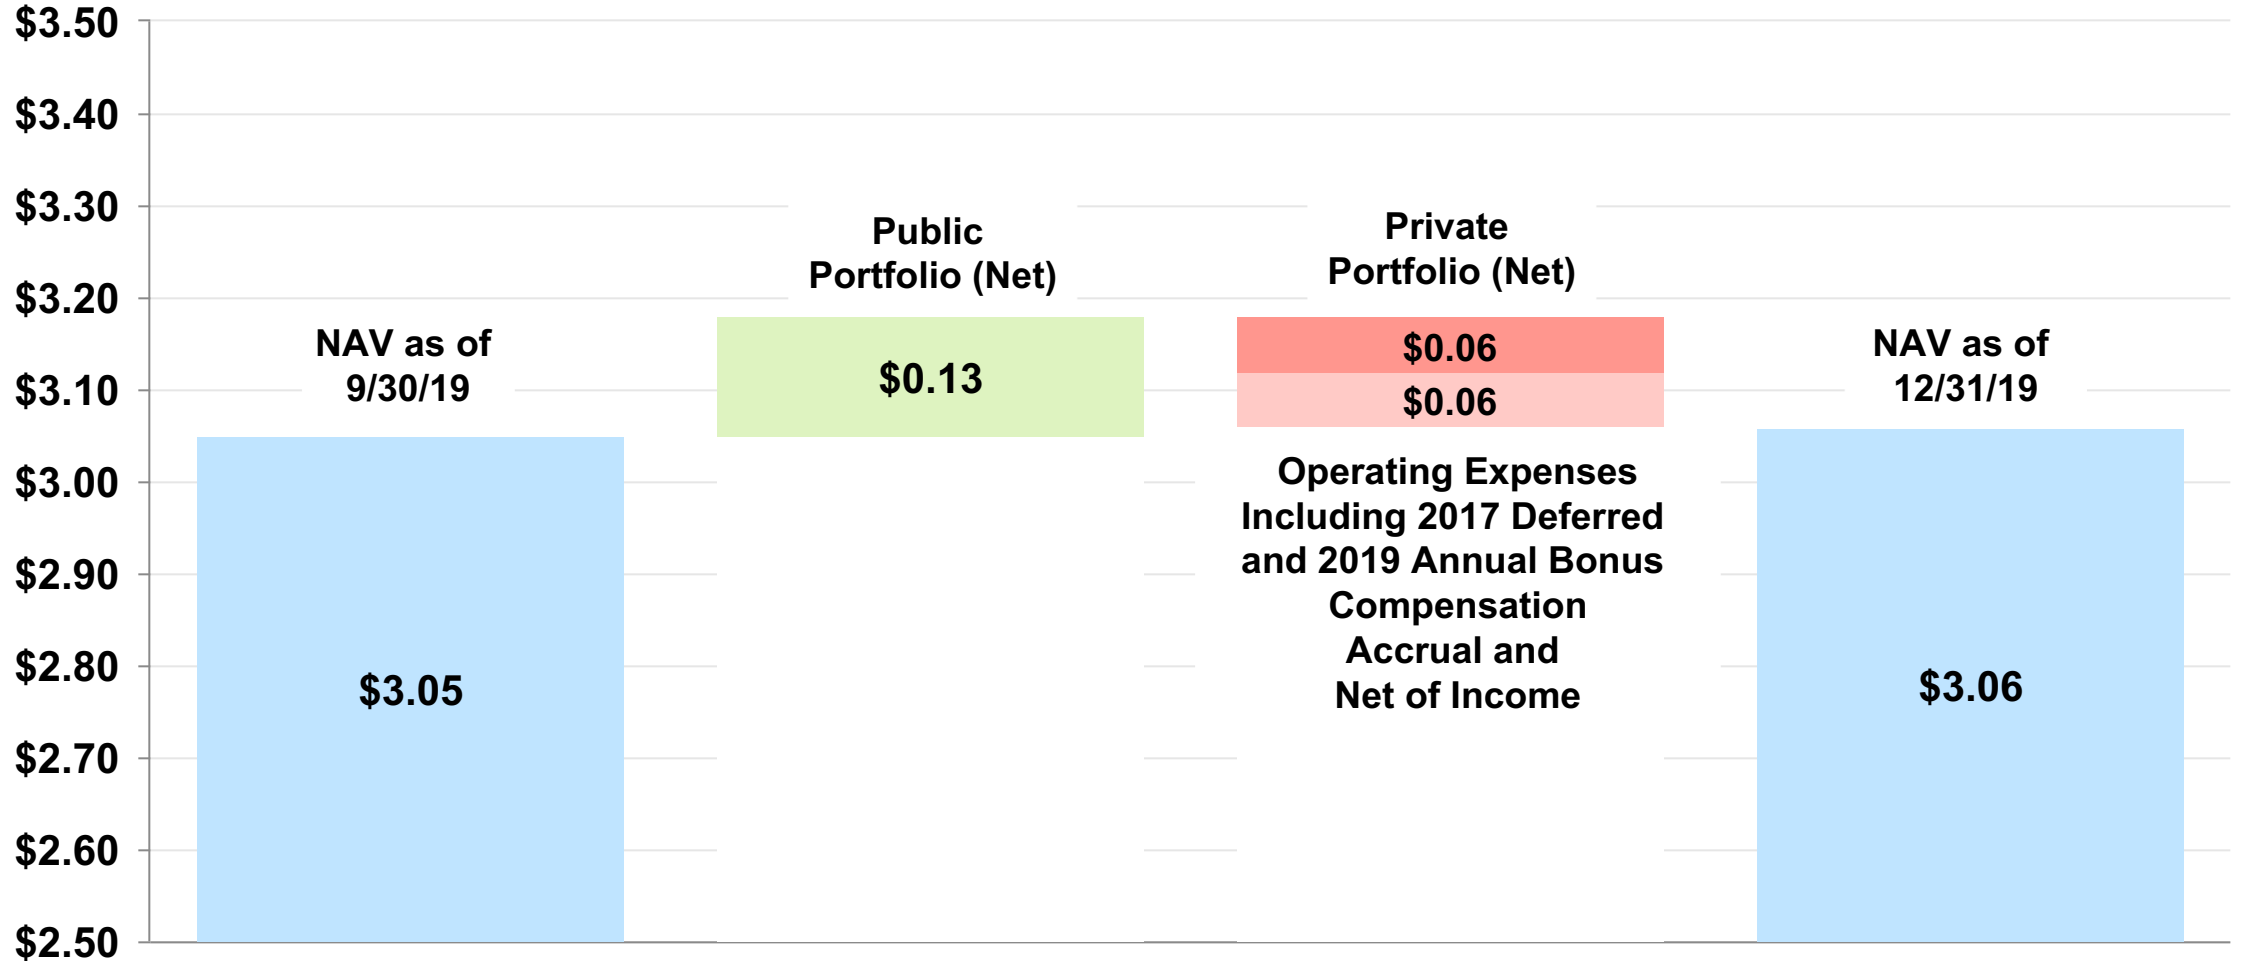 $3.50
$3.40
$3.30
$3.20
$3.10
$3.00
$2.90
$2.80
$2.70
$2.60
$2.50
NAV as of
9/30/19
$3.05
Public
Portfolio (Net)
$0.13
Private
Portfolio (Net)
$0.06
$0.06
Operating Expenses
Including 2017 Deferred
and 2019 Annual Bonus
Compensation
Accrual and
Net of Income
NAV as of
12/31/19
$3.06